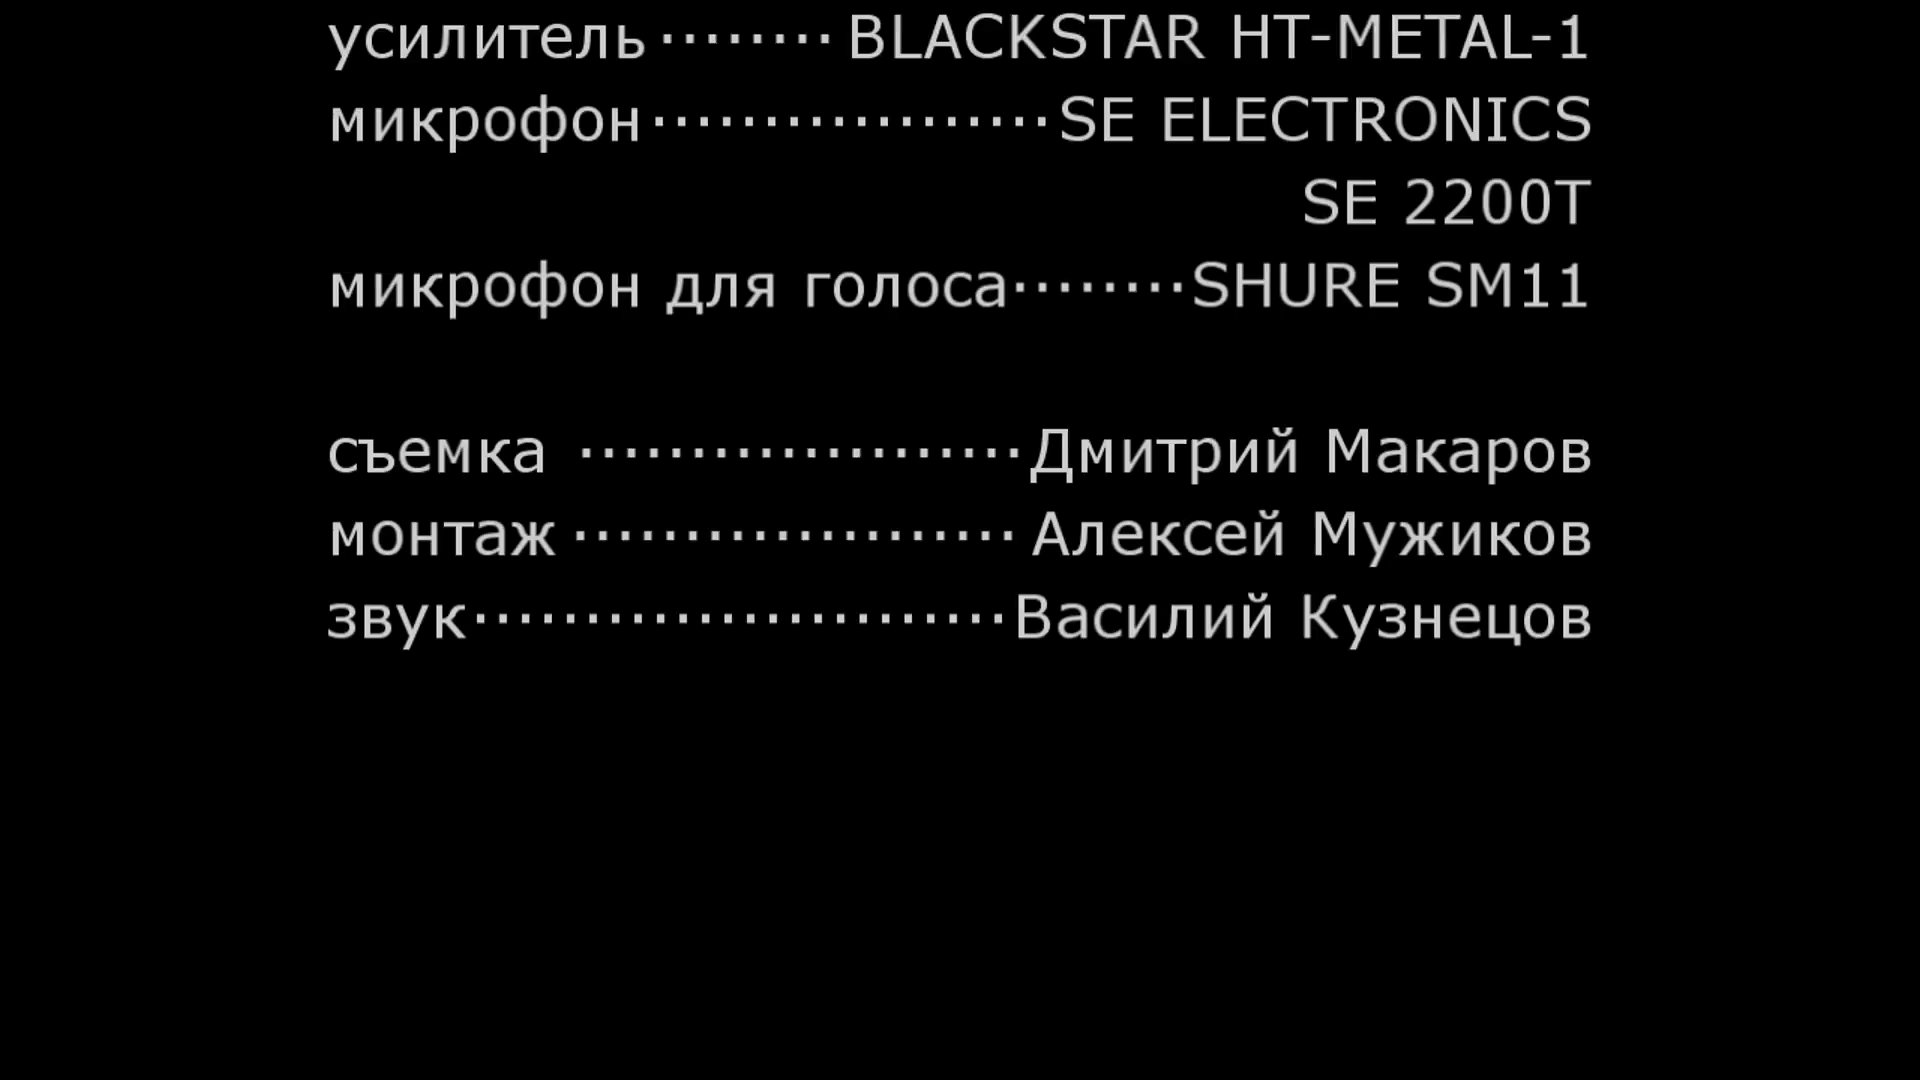 усилитель········BLACKSTAR HT-METAL-1
микрофон··················SE ELECTRONICS
SE 2200T
микрофон для голоса········SHURE SM11
съемка ····················Дмитрий Макаров
монтаж ···················· Алексей Мужиков
звук························Василий Кузнецов